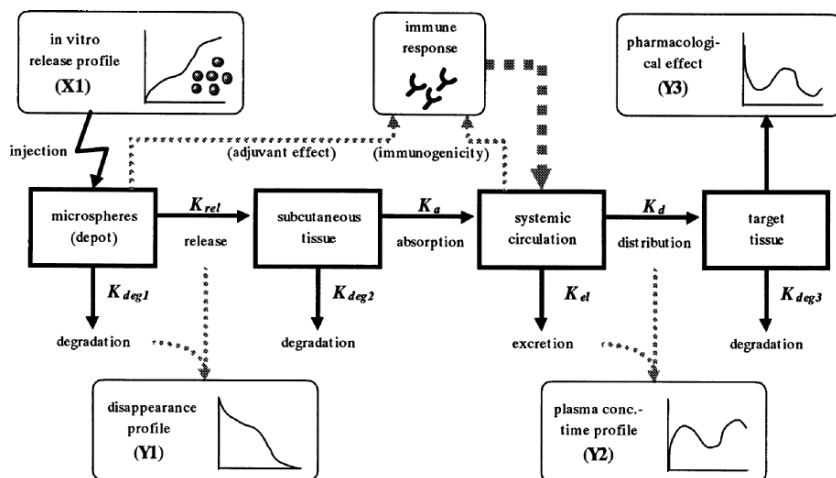 in vitro
release profile
(X1)
immune
response
pharmacologi-
cal effect
(Y3)
injection
(adjuvant effect)
(immunogenicity)
microspheres
(depot)
K rel
release
subcutaneous
tissue
K a
absorption
systemic
circulation
K d
distribution
target
tissue
K deg1
degradation
K deg2
degradation
K el
excretion
K deg3
degradation
disappearance
profile
(Y1)
plasma conc.-
time profile
(Y2)